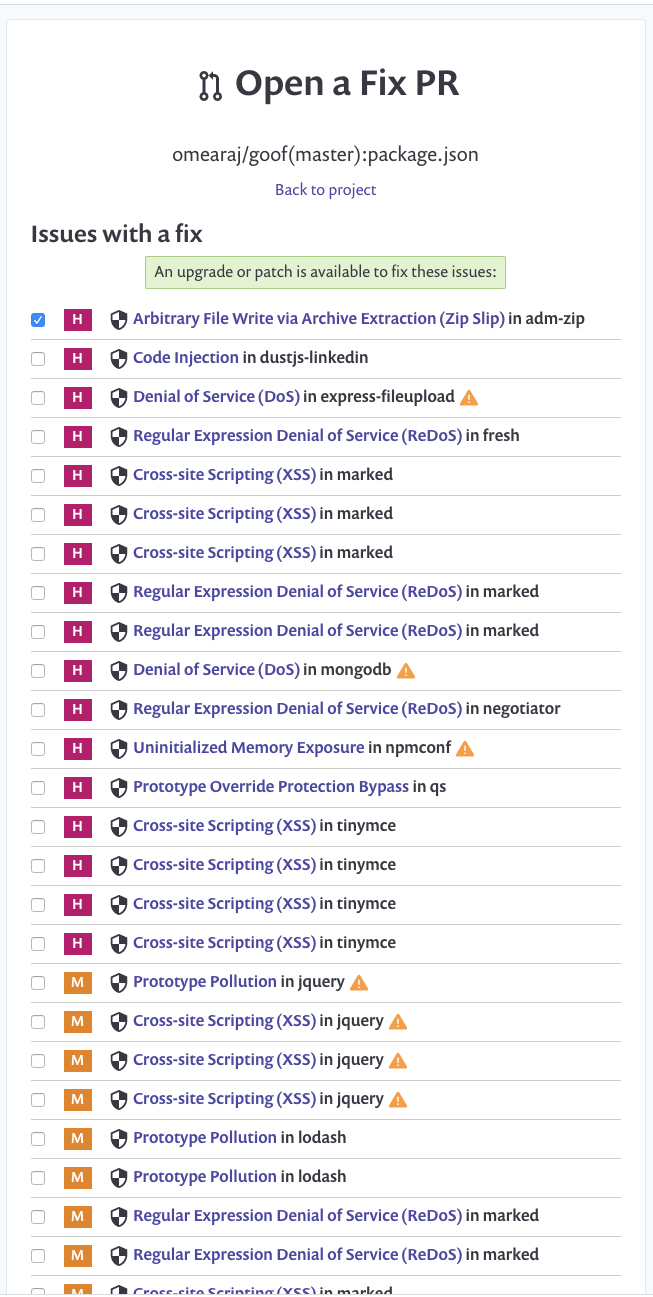 Open a Fix PR
omearaj/goof(master):package.json
Back to project
Issues with a fix
An upgrade or patch is available to fix these issues:
H Arbitrary File Write via Archive Extraction (Zip Slip) in adm-zip
H Code Injection in dustjs-linkedin
H Denial of Service (DoS) in express-fileupload
H Regular Expression Denial of Service (ReDoS) in fresh
H Cross-site Scripting (XSS) in marked
H Cross-site Scripting (XSS) in marked
H Cross-site Scripting (XSS) in marked
H Regular Expression Denial of Service (ReDoS) in marked
H Regular Expression Denial of Service (ReDoS) in marked
H Denial of Service (DoS) in mongodb
H Regular Expression Denial of Service (ReDoS) in negotiator
H Uninitialized Memory Exposure in npmconf
H Prototype Override Protection Bypass in qs
H Cross-site Scripting (XSS) in tinymce
H Cross-site Scripting (XSS) in tinymce
H Cross-site Scripting (XSS) in tinymce
H Cross-site Scripting (XSS) in tinymce
M Prototype Pollution in jquery
M Cross-site Scripting (XSS) in jquery
M Cross-site Scripting (XSS) in jquery
M Cross-site Scripting (XSS) in jquery
M Prototype Pollution in lodash
M Prototype Pollution in lodash
M Regular Expression Denial of Service (ReDoS) in marked
M Regular Expression Denial of Service (ReDoS) in marked
Cross-site Scripting (XSS) in marked